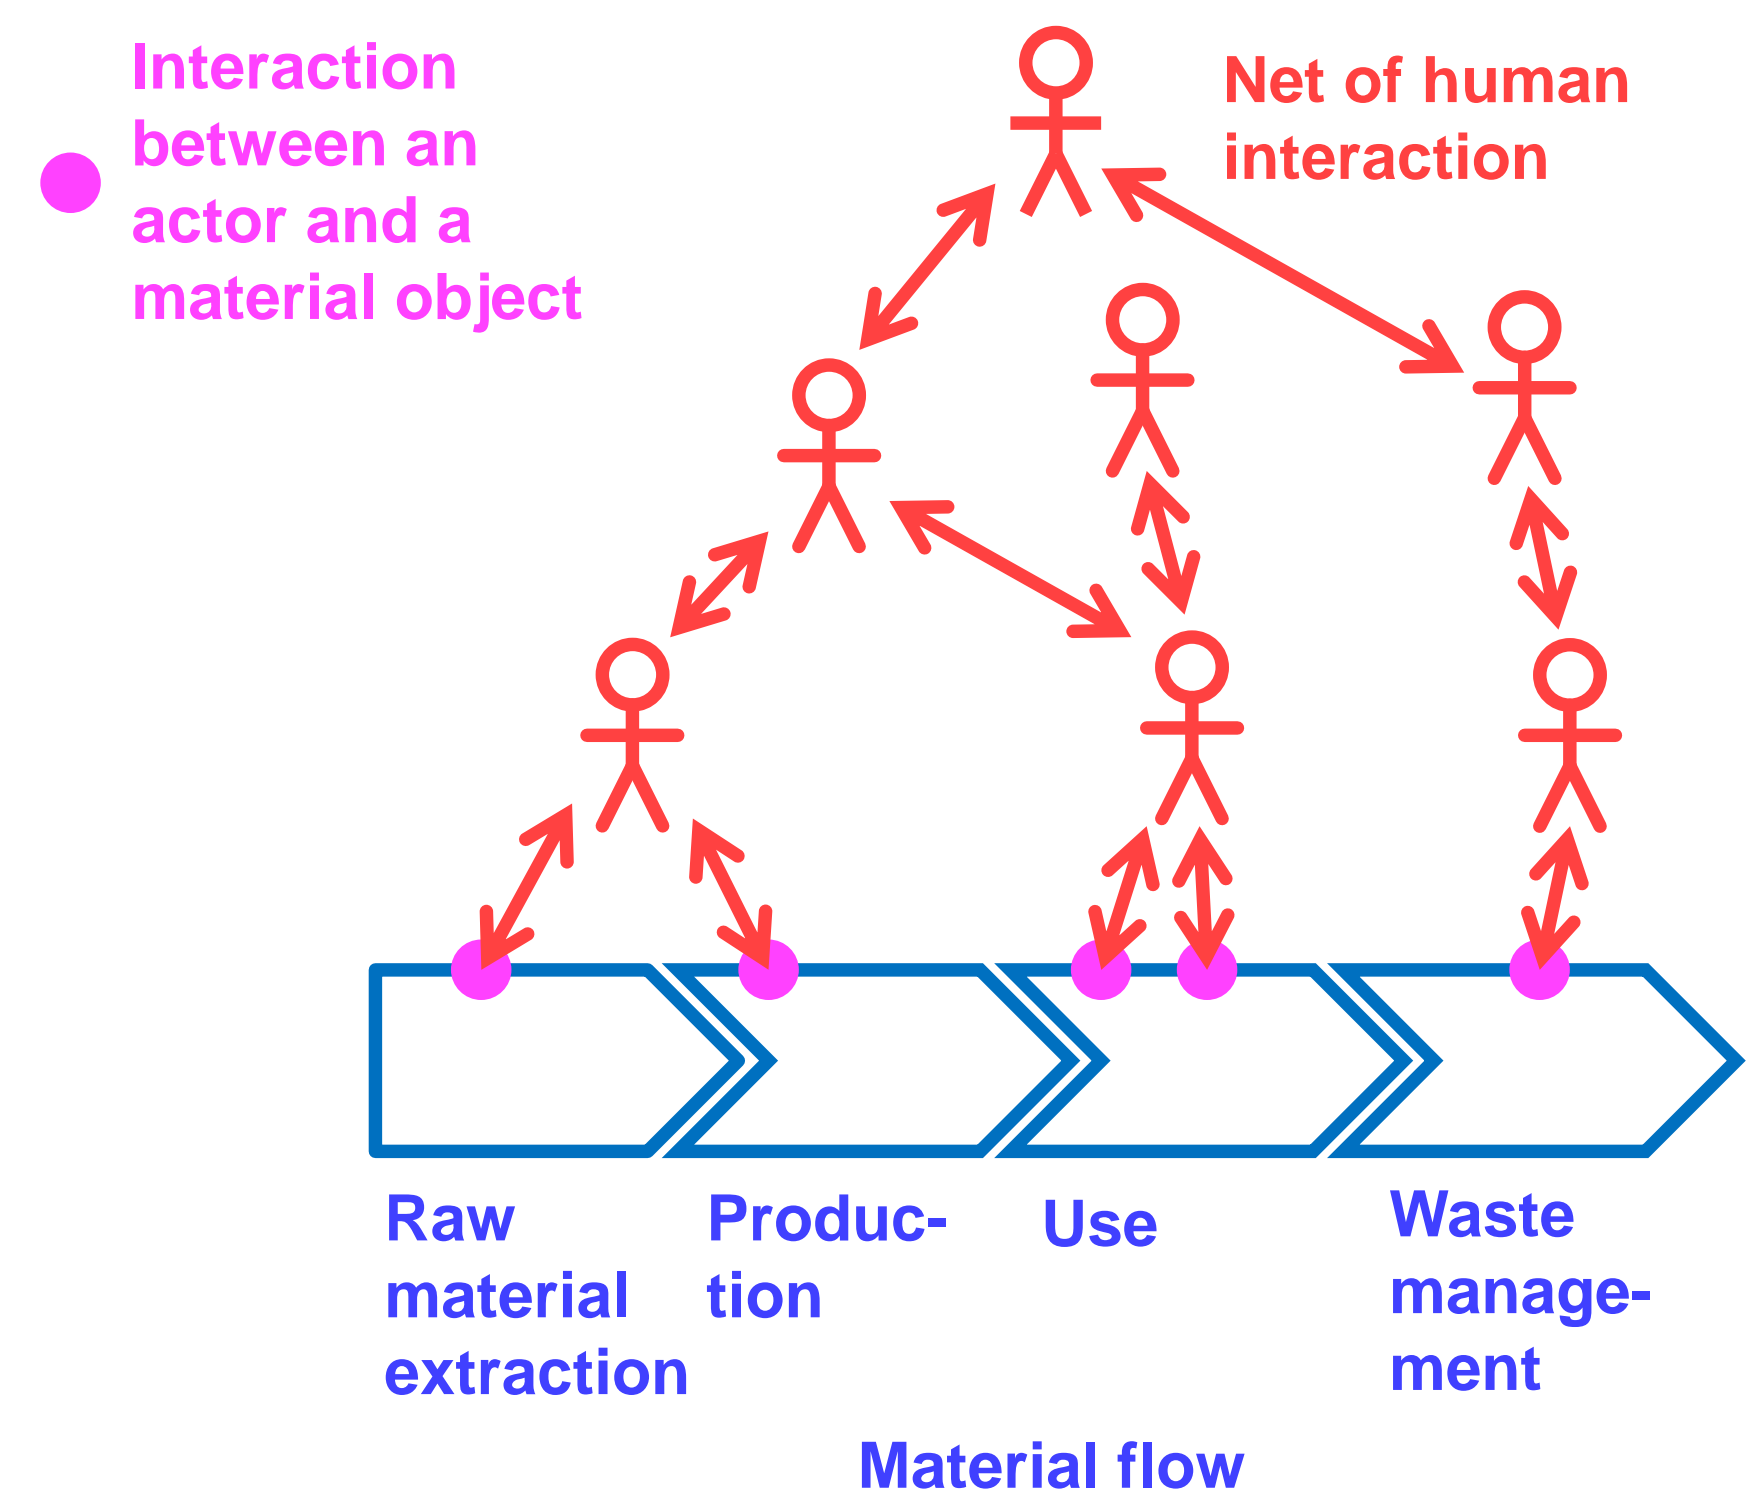 Interaction
between an
actor and a
material object
Net of human
interaction
Raw
material
extraction
Produc-
tion
Use
Waste
manage-
ment
Material flow